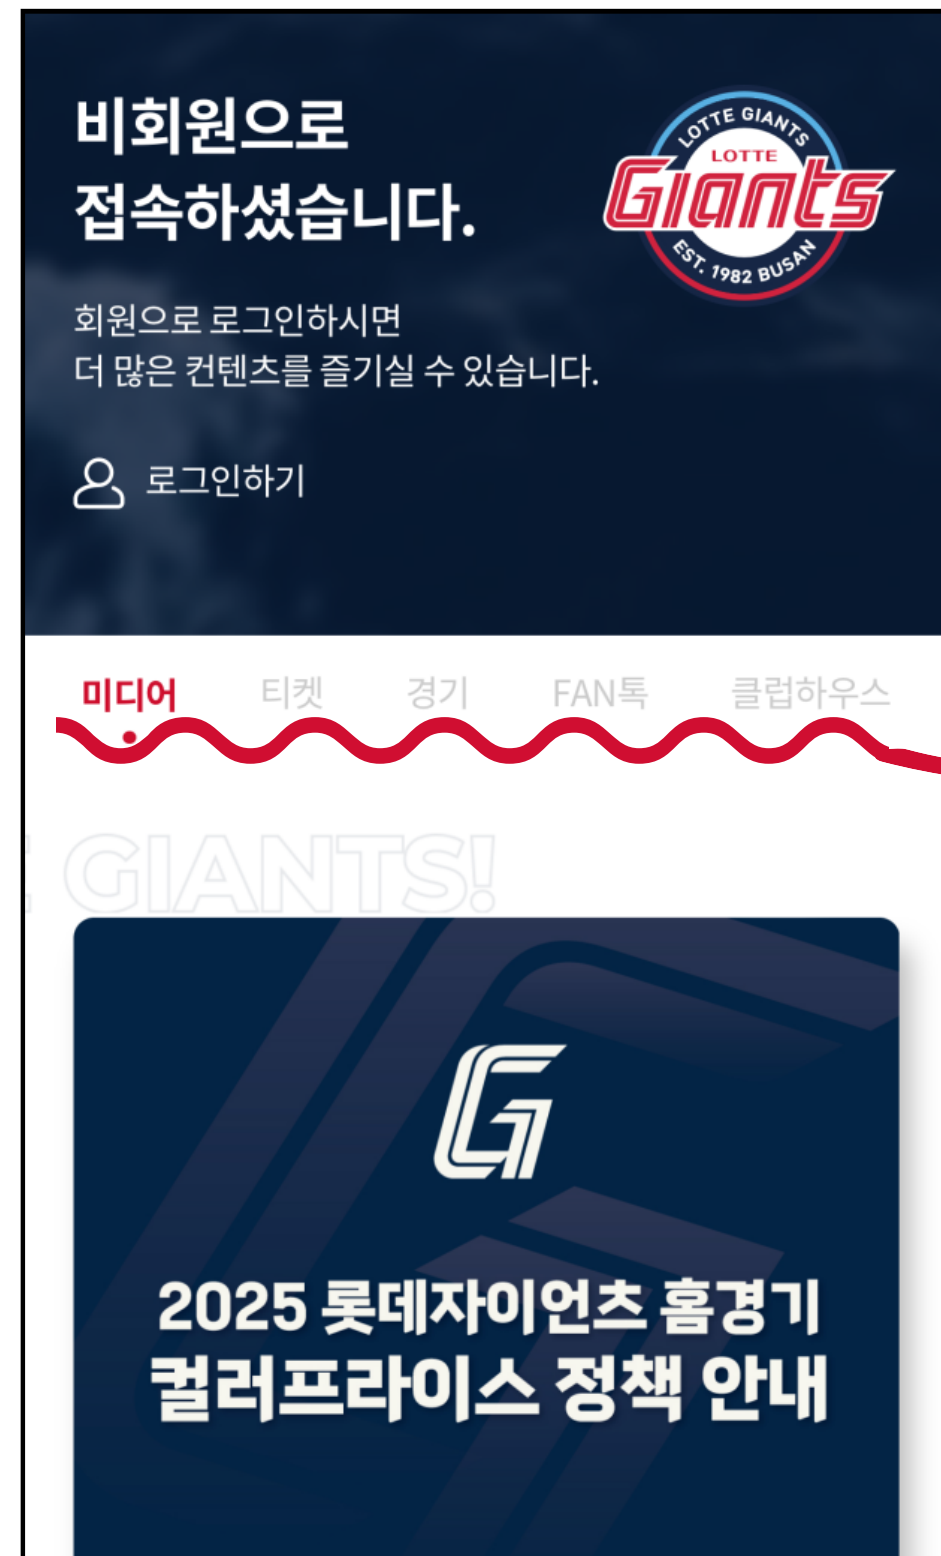 비회원으로
접속하셨습니다.
LOTTE GIANTS
LOTTE
Giants
EST. 1982 BUSAN
회원으로 로그인하시면
더 많은 컨텐츠를 즐기실 수 있습니다.
로그인하기
미디어 티켓 경기 FAN톡 클럽하우스
GIANTS!
G
2025 롯데자이언츠 홈경기
컬러프라이스 정책 안내